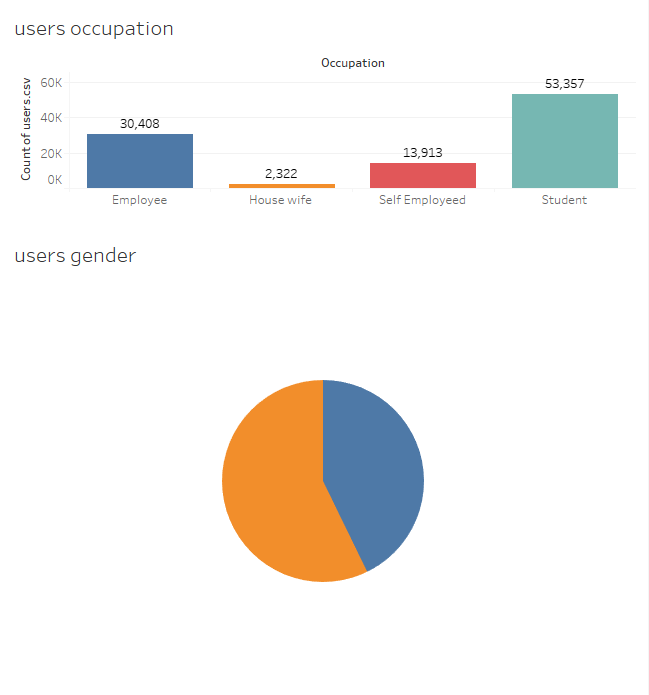 users occupation
Occupation
Count of users.csv
60K
40K
20K
0K
30,408
2,322
13,913
53,357
Employee
House wife
Self Employeed
Student
users gender